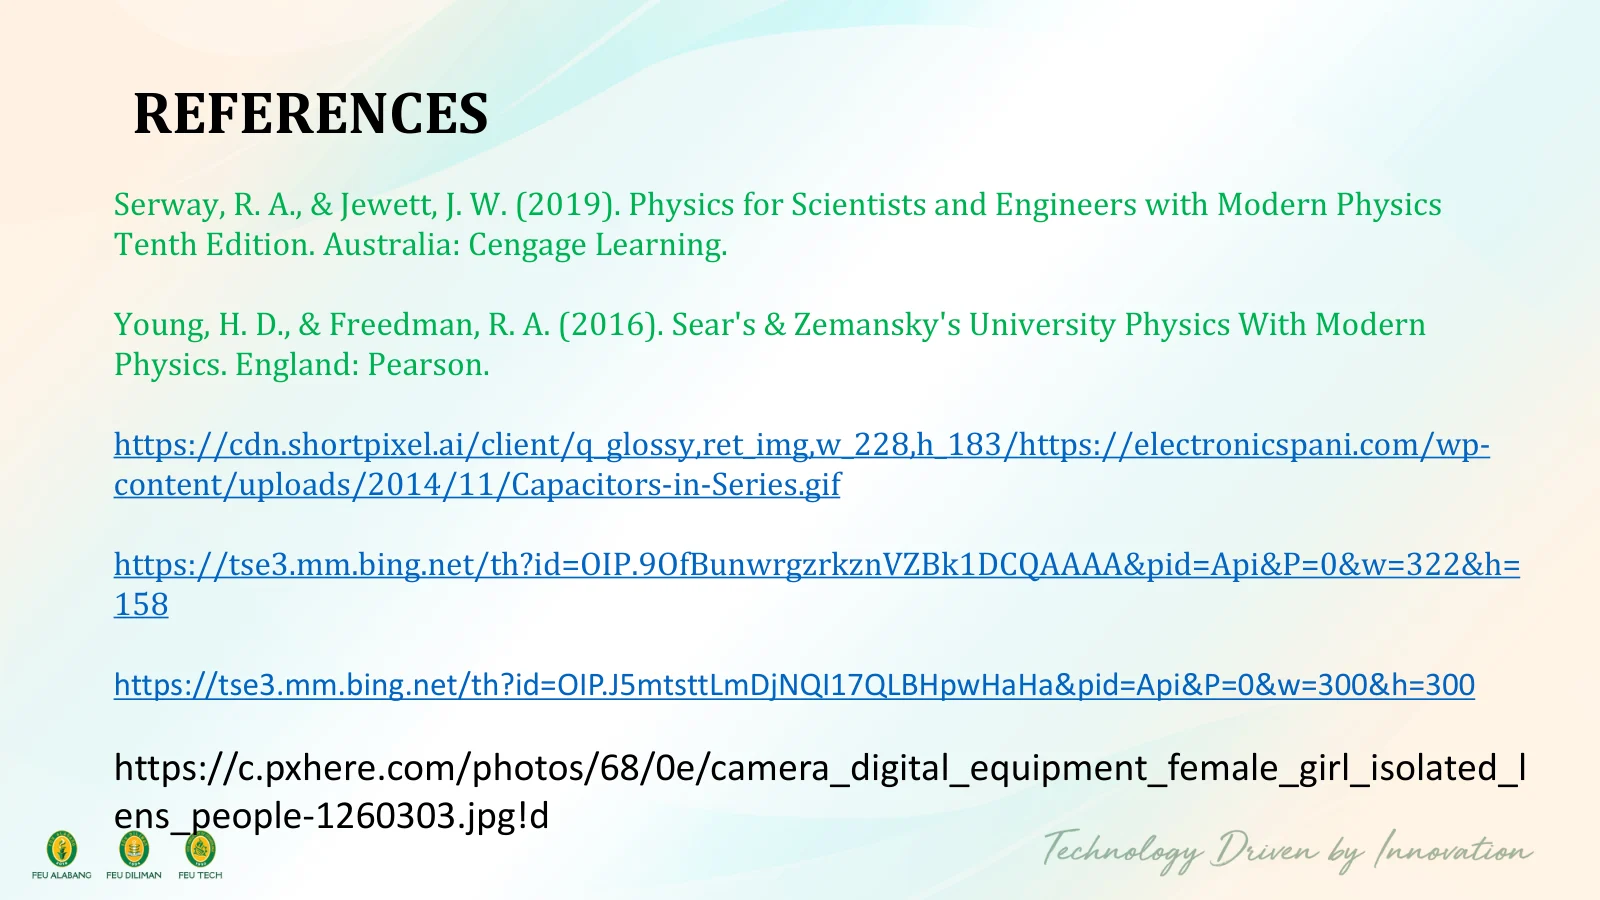 REFERENCES
Serway, R. A., & Jewett, J. W. (2019). Physics for Scientists and Engineers with Modern Physics
Tenth Edition. Australia: Cengage Learning.
Young, H. D., & Freedman, R. A. (2016). Sear's & Zemansky's University Physics With Modern
Physics. England: Pearson.
https://cdn.shortpixel.ai/client/q_glossy,ret_img,w_228,h_183/https://electronicspani.com/wp-
content/uploads/2014/11/Capacitors-in-Series.gif
https://tse3.mm.bing.net/th?id=OIP.9OfBunwrgzrkznVZBk1DCQAAAA&pid=Api&P=0&w=322&h=
158
https://tse3.mm.bing.net/th?id=OIP.J5mtsttLmDjNQI17QLBHpwHaHa&pid=Api&P=0&w=300&h=300
https://c.pxhere.com/photos/68/0e/camera_digital_equipment_female_girl_isolated_l
ens_people-1260303.jpg!d
FEU ALABANG FEU DILIMAN FEU TECH
Technology Driven by Innovation